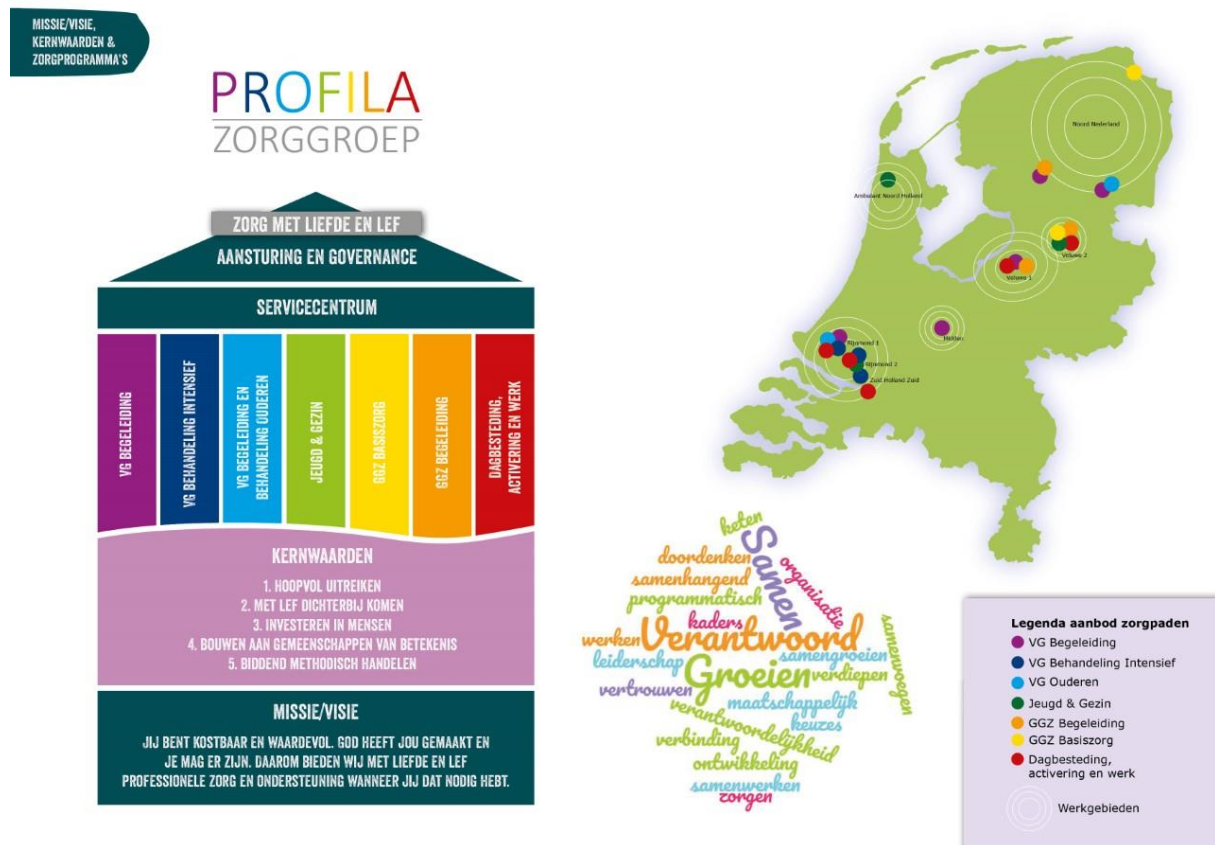 MISSIE/VISIE,
KERNWAARDEN &
ZORGPROGRAMMA'S
PROFILA
ZORGGROEP
ZORG MET LIEFDE EN LEF
AANSTURING EN GOVERNANCE
SERVICECENTRUM
VG BEGELEIDING
VG BEHANDELING INTENSIEF
VG BEGELEIDING EN
BEHANDELING OUDEREN
JEUGD & GEZIN
GGZ BASISZORG
GGZ BEGELEIDING
DAGBESTEDING,
ACTIVERING EN WERK
KERNWAARDEN
1. HOOPVOL UITREIKEN
2. MET LEF DICHTERBIJ KOMEN
3. INVESTEREN IN MENSEN
4. BOUWEN AAN GEMEENSCHAPPEN VAN BETEKENIS
5. BIDDEND METHODISCH HANDELEN
MISSIE/VISIE
JIJ BENT KOSTBAAR EN WAARDEVOL. GOD HEEFT JOU GEMAAKT EN
JE MAG ER ZIJN. DAAROM BIEDEN WIJ MET LIEFDE EN LEF
PROFESSIONELE ZORG EN ONDERSTEUNING WANNEER JIJ DAT NODIG HEBT.
Noord Nederland
Ambulant Noord Holland
Veluwe 2
Veluwe 1
Midden
Rijnmond 1
Rijnmond 2
Zuid Holland Zuid
keten
Samen
doordenken
organisatie
samenhangend
programmatisch
kaders
samenvoegen
werken
Verantwoord
leiderschap
samengroeien
Groeien
verdiepen
vertrouwen
maatschappelijk
keuzes
verantwoordelijkheid
verbinding
ontwikkeling
samenwerken
zorgen
Legenda aanbod zorgpaden
VG Begeleiding
VG Behandeling Intensief
VG Ouderen
Jeugd & Gezin
GGZ Begeleiding
GGZ Basiszorg
Dagbesteding,
activering en werk
Werkgebieden